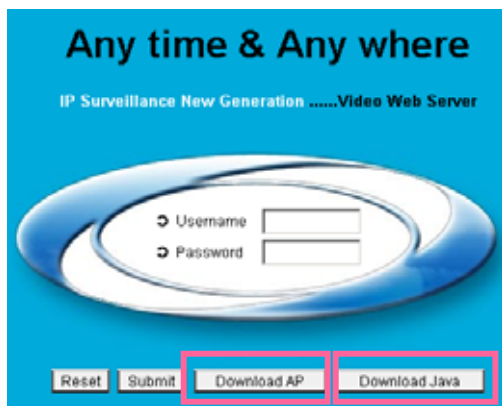 Any time & Any where
IP Surveillance New Generation ......Video Web Server
Username
Password
Reset Submit Download AP Download Java